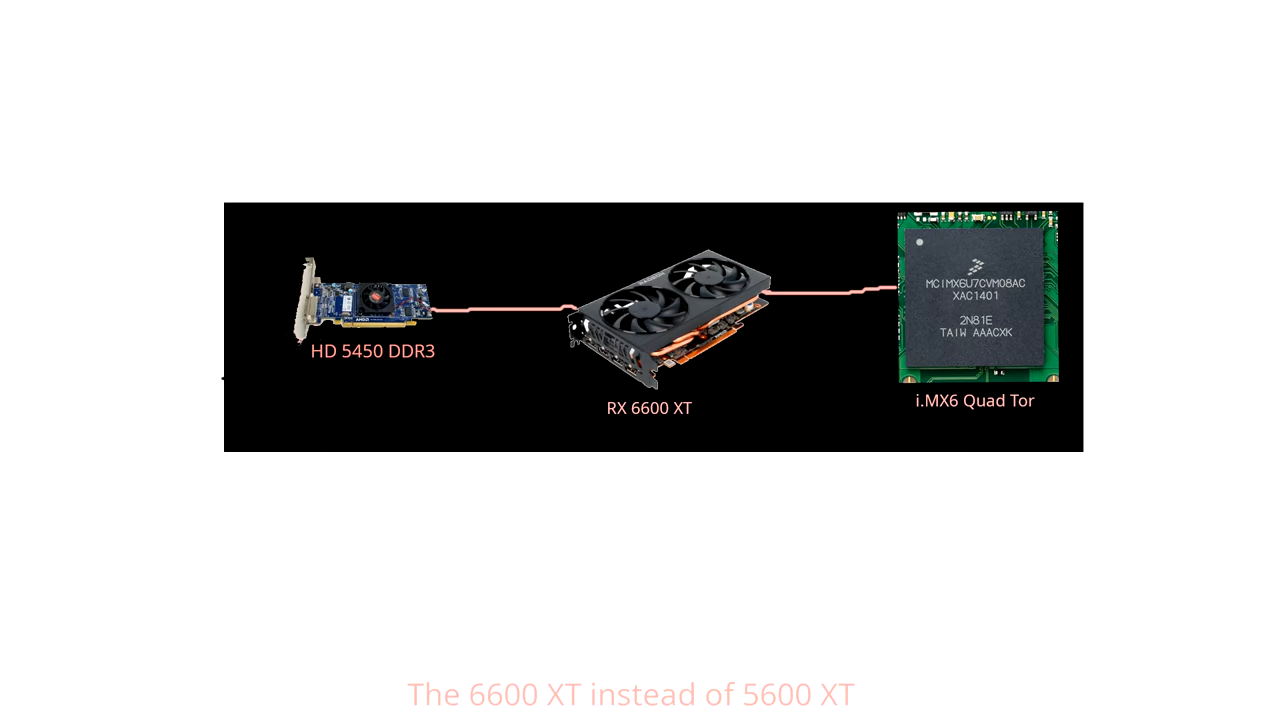 MCIMX6U7CVM08AC
XAC1401
2N81E
TAIW AAACXK
HD 5450 DDR3
i.MX6 Quad Tor
RX 6600 XT
The 6600 XT instead of 5600 XT